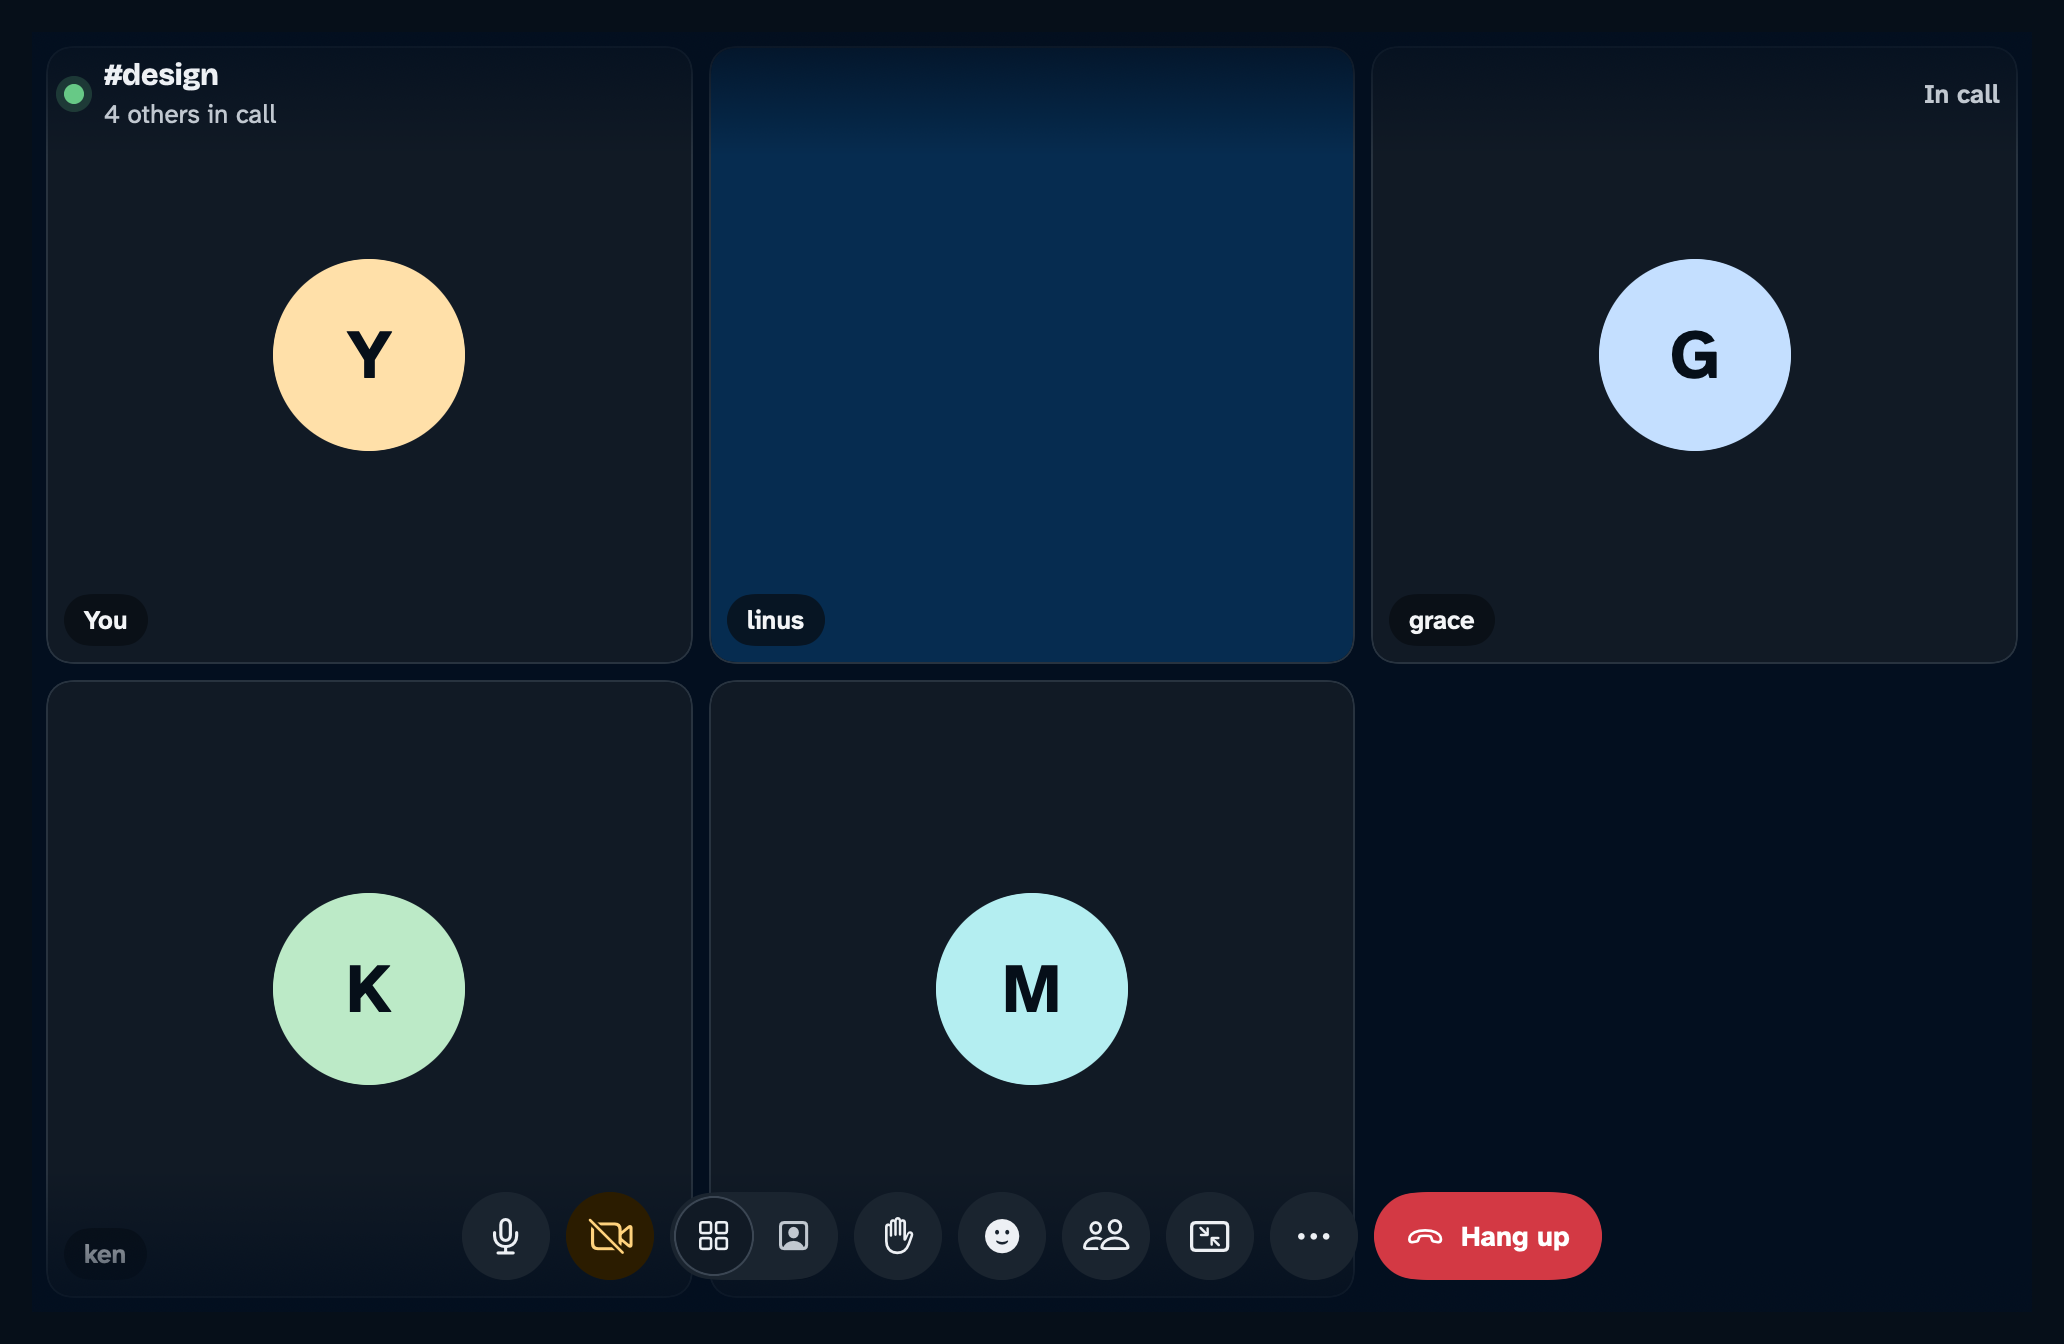 #design
4 others in call
In call
Y
G
You
linus
grace
K
M
ken
Hang up